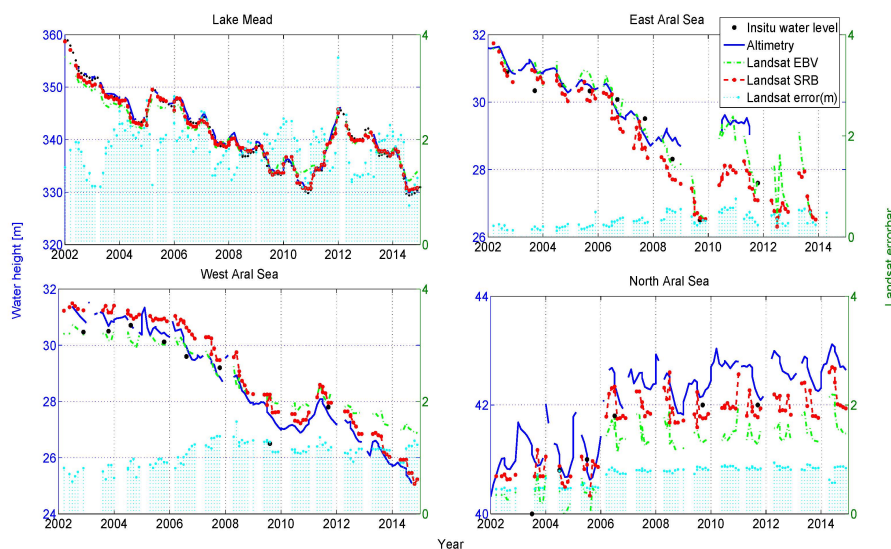 Lake Mead
East Aral Sea
Insitu water level
Altimetry
Landsat EBV
Landsat SRB
Landsat error(m)
360
350
340
330
320
4
2
0
2002 2004 2006 2008 2010 2012 2014
32
30
28
26
4
2
0
2002 2004 2006 2008 2010 2012 2014
Water height [m]
Landsat errorbar
West Aral Sea
North Aral Sea
32
30
28
26
24
4
2
0
2002 2004 2006 2008 2010 2012 2014
44
42
40
4
2
0
2002 2004 2006 2008 2010 2012 2014
Year